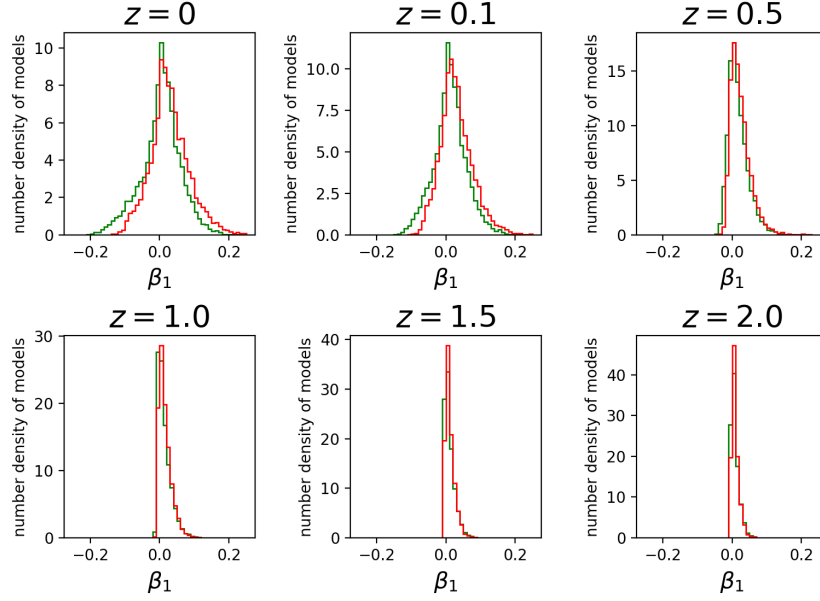 z = 0
number density of models
10
8
6
4
2
0
−0.2 0.0 0.2
β1
z = 0.1
number density of models
10.0
7.5
5.0
2.5
0.0
−0.2 0.0 0.2
β1
z = 0.5
number density of models
15
10
5
0
−0.2 0.0 0.2
β1
z = 1.0
number density of models
30
20
10
0
−0.2 0.0 0.2
β1
z = 1.5
number density of models
40
30
20
10
0
−0.2 0.0 0.2
β1
z = 2.0
number density of models
40
30
20
10
0
−0.2 0.0 0.2
β1